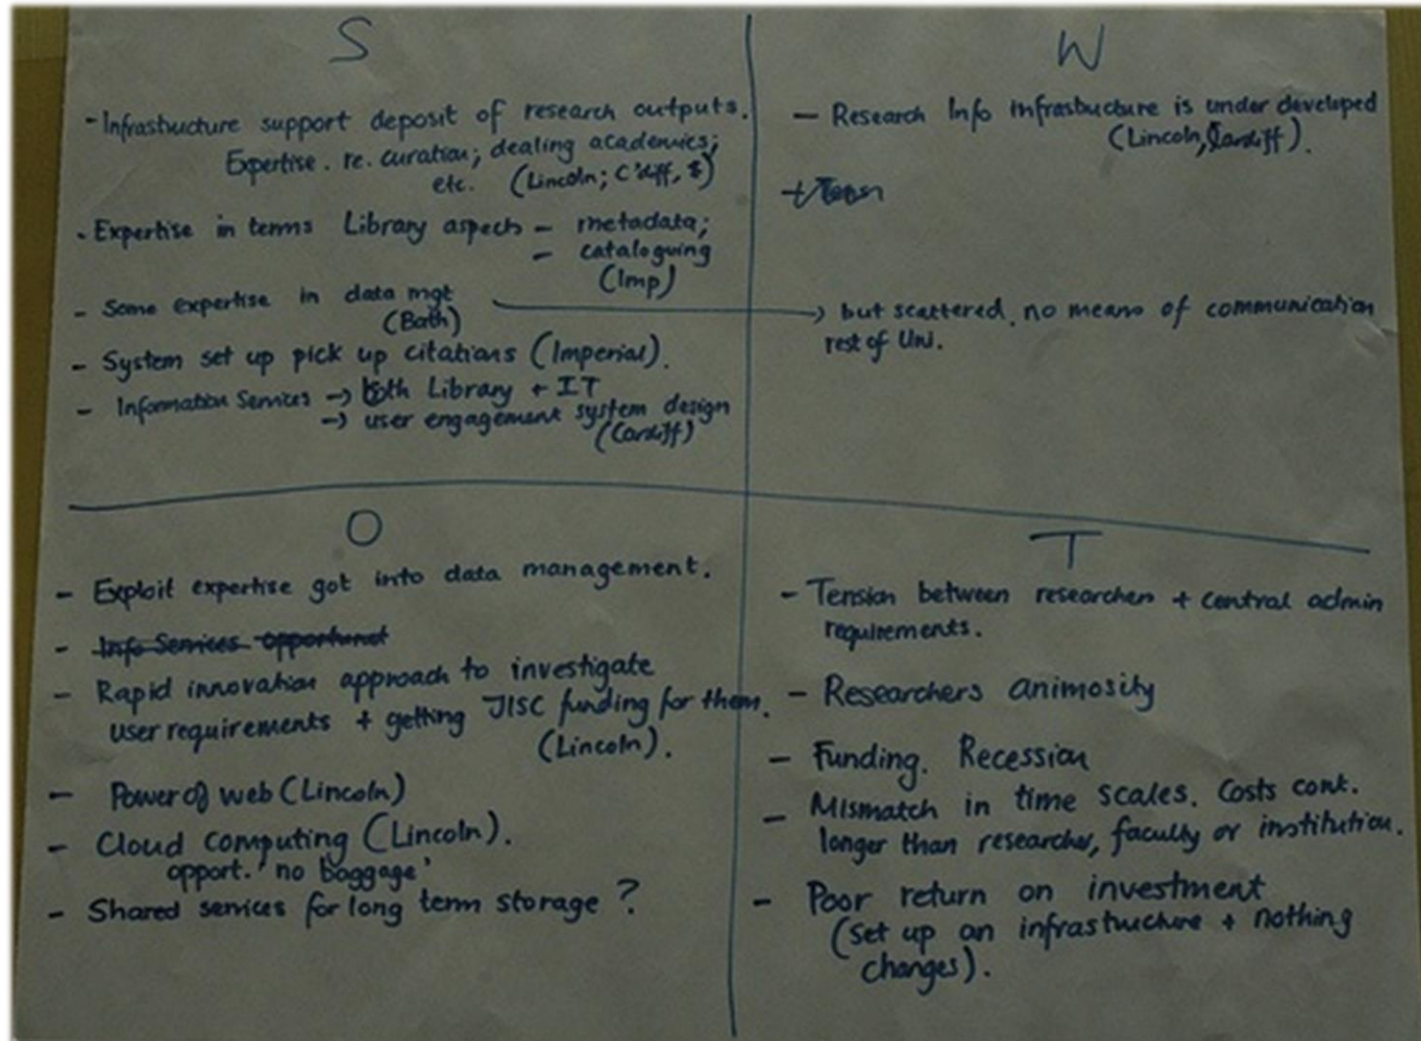 S
- Infrastructure support deposit of research outputs.
Expertise. re. curation; dealing academics;
etc. (Lincoln; C'diff, )
- Expertise in terms Library aspects - metadata;
- cataloguing
(Imp)
- Some expertise in data mgt
(Bath)
- System set up pick up citations (Imperial).
- Information Services → both Library + IT
→ user engagement system design
(Cardiff)
W
- Research Info infrastructure is under developed
(Lincoln, Cardiff).
→ but scattered. no means of communication
rest of Uni.
O
- Exploit expertise got into data management.
- Info Services opportunit
- Rapid innovation approach to investigate
user requirements + getting JISC funding for them.
(Lincoln).
- Power of web (Lincoln)
- Cloud computing (Lincoln).
opport. 'no baggage'
- Shared services for long term storage ?
T
- Tension between researchers + central admin
requirements.
- Researchers animosity
- Funding. Recession
- Mismatch in time scales. Costs cont.
longer than researcher, faculty or institution.
- Poor return on investment
(set up an infrastructure + nothing
changes).